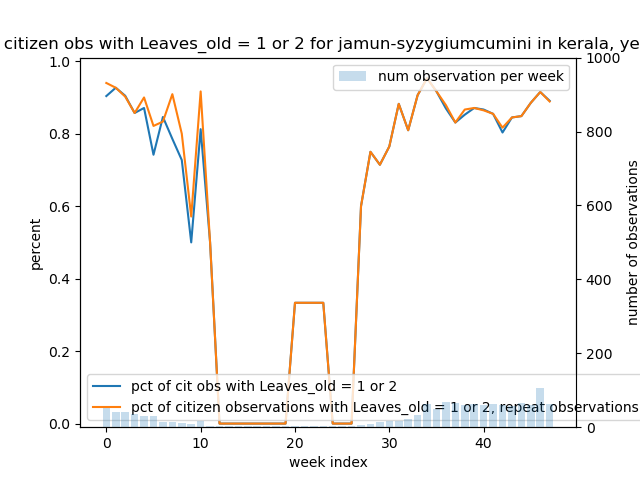 citizen obs with Leaves_old = 1 or 2 for jamun-syzygiumcumini in kerala, ye
num observation per week
percent
number of observations
1.0
0.8
0.6
0.4
0.2
0.0
1000
800
600
400
200
0
pct of cit obs with Leaves_old = 1 or 2
pct of citizen observations with Leaves_old = 1 or 2, repeat observations
0
10
20
30
40
week index